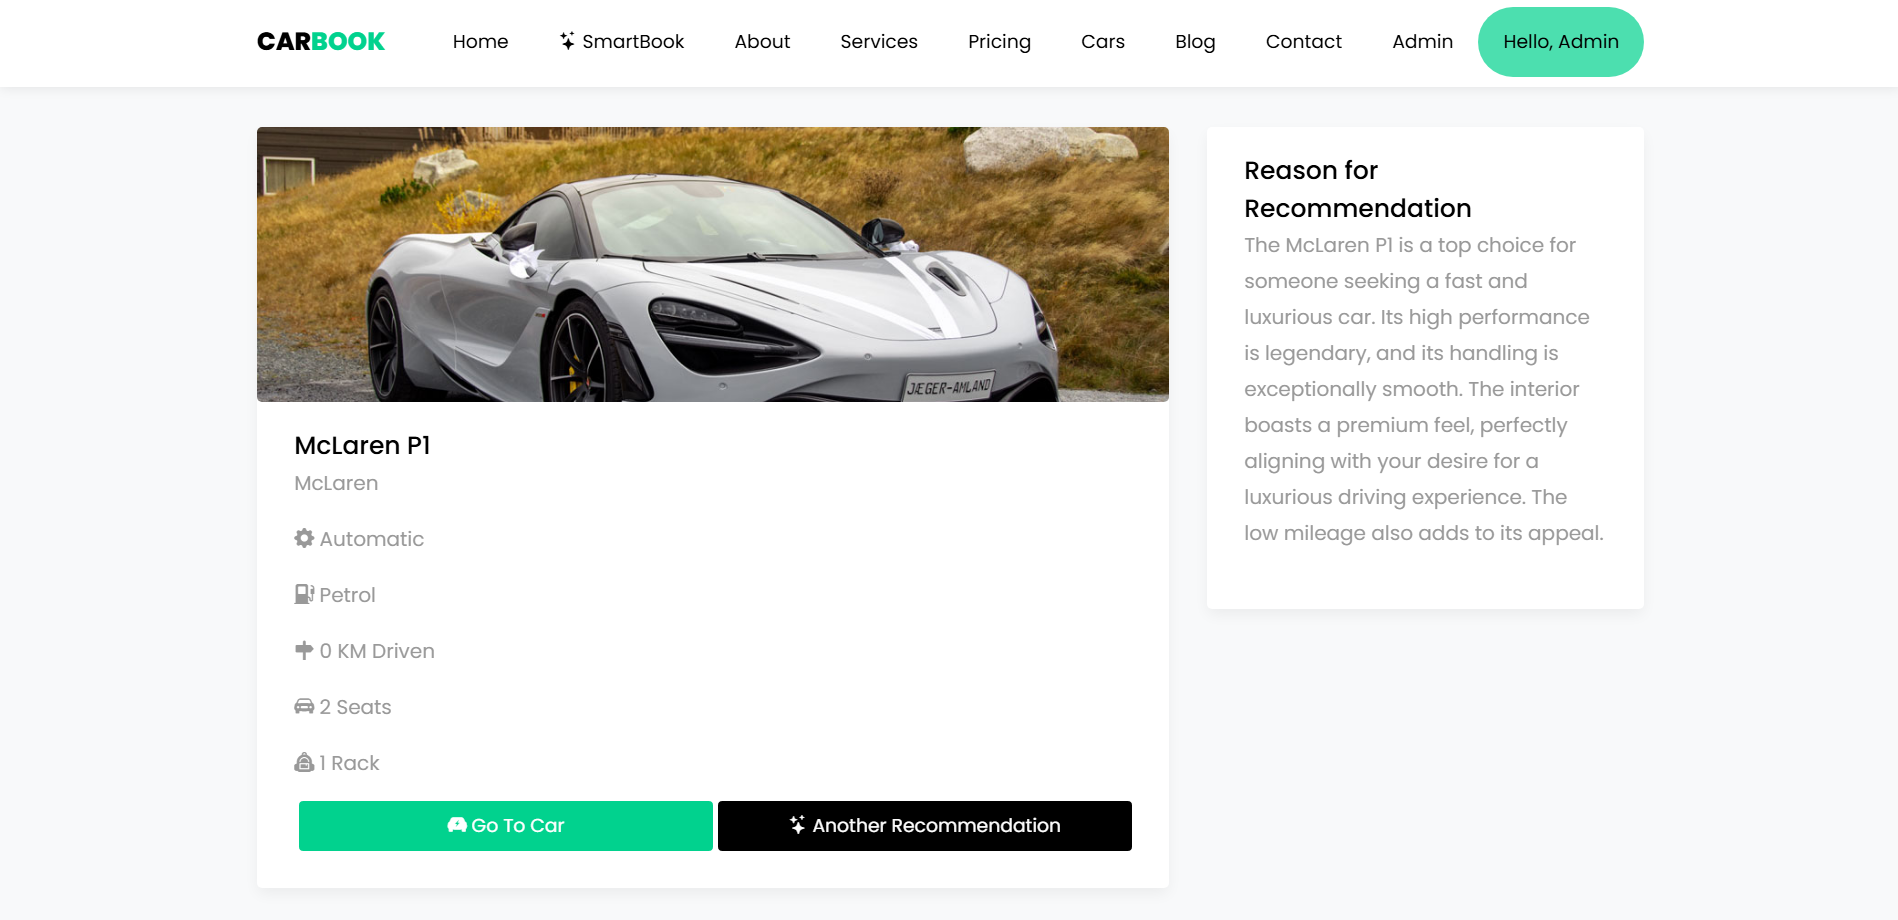 CARBOOK
Home
SmartBook
About
Services
Pricing
Cars
Blog
Contact
Admin
Hello, Admin
JÆGER-AMLAND
McLaren P1
McLaren
Automatic
Petrol
0 KM Driven
2 Seats
1 Rack
Go To Car
Another Recommendation
Reason for
Recommendation
The McLaren P1 is a top choice for
someone seeking a fast and
luxurious car. Its high performance
is legendary, and its handling is
exceptionally smooth. The interior
boasts a premium feel, perfectly
aligning with your desire for a
luxurious driving experience. The
low mileage also adds to its appeal.